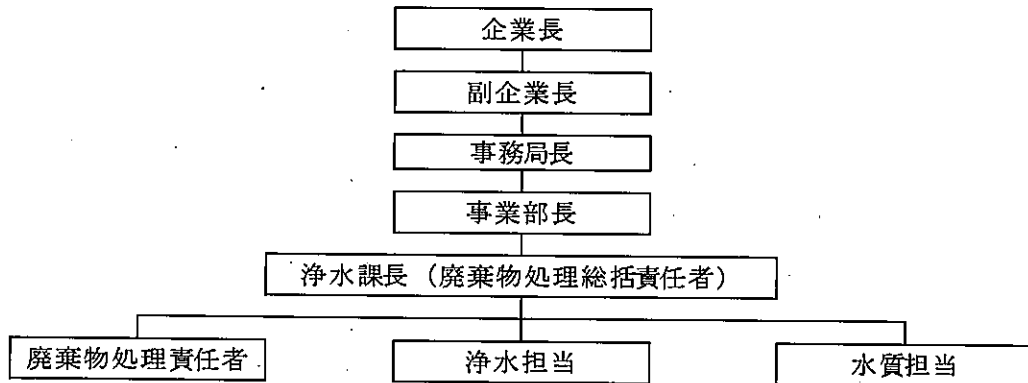 企業長
副企業長
事務局長
事業部長
浄水課長（廃棄物処理総括責任者）
廃棄物処理責任者
浄水担当
水質担当